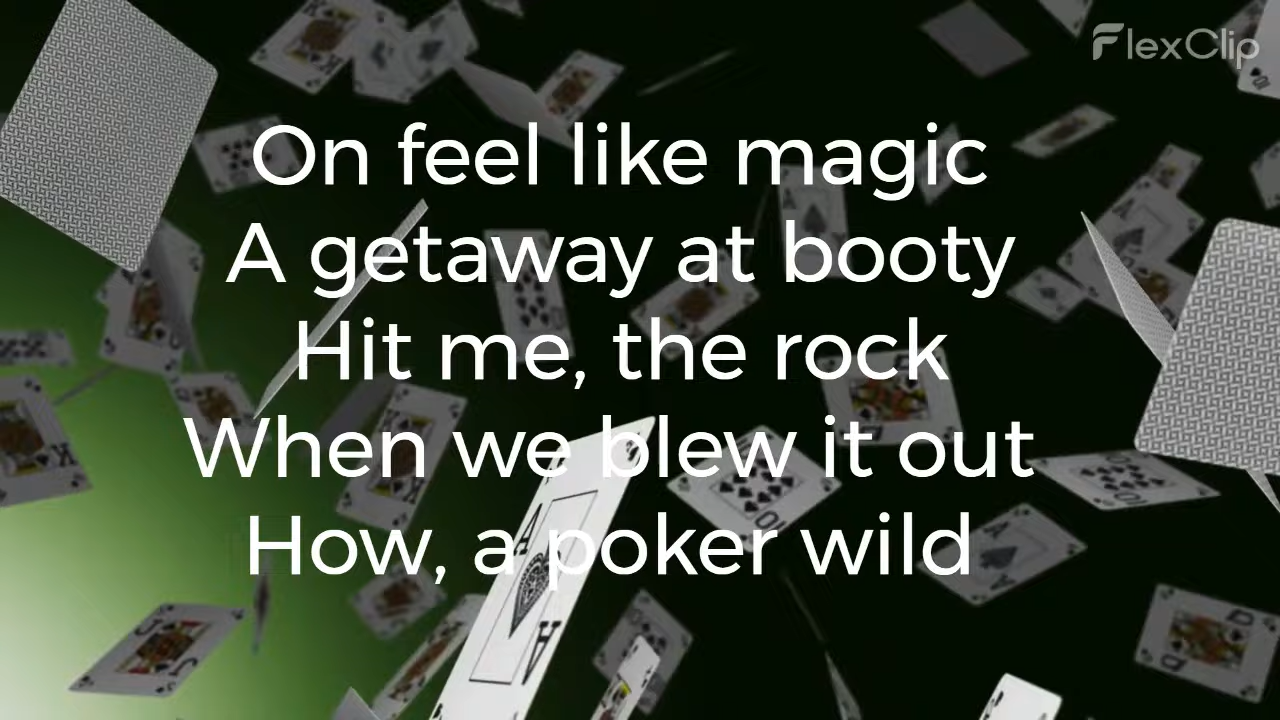 FlexClip
On feel like magic
A getaway at booty
Hit me, the rock
When we blew it out
How, a poker wild